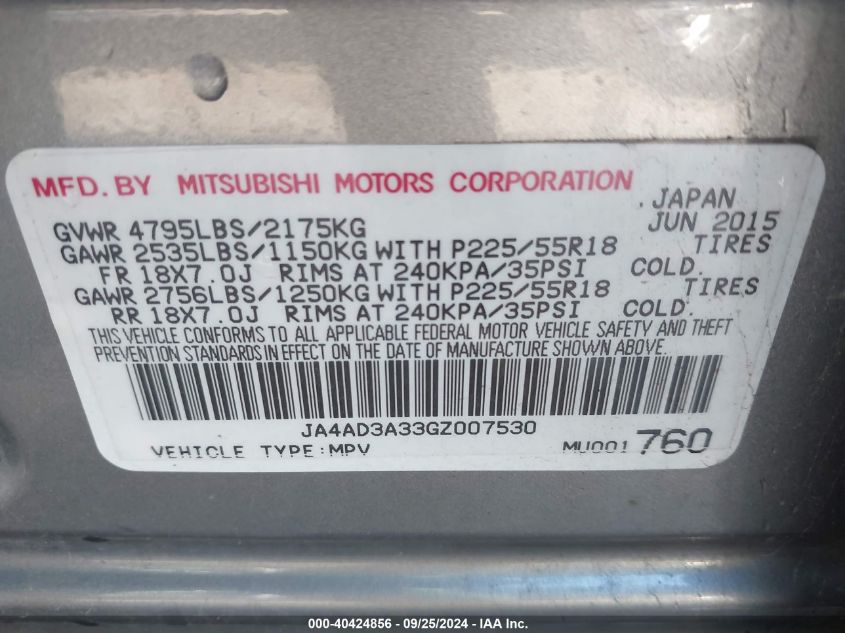 MFD. BY MITSUBISHI MOTORS CORPORATION
. JAPAN
GVWR 4795LBS/2175KG JUN 2015
GAWR 2535LBS/1150KG WITH P225/55R18 TIRES
FR 18X7.0J RIMS AT 240KPA/35PSI COLD.
GAWR 2756LBS/1250KG WITH P225/55R18 TIRES
RR 18X7.0J RIMS AT 240KPA/35PSI COLD.
THIS VEHICLE CONFORMS TO ALL APPLICABLE FEDERAL MOTOR VEHICLE SAFETY AND THEFT
PREVENTION STANDARDS IN EFFECT ON THE DATE OF MANUFACTURE SHOWN ABOVE.
JA4AD3A33GZ007530
VEHICLE TYPE:MPV MU001 760
000-40424856 - 09/25/2024 - IAA Inc.